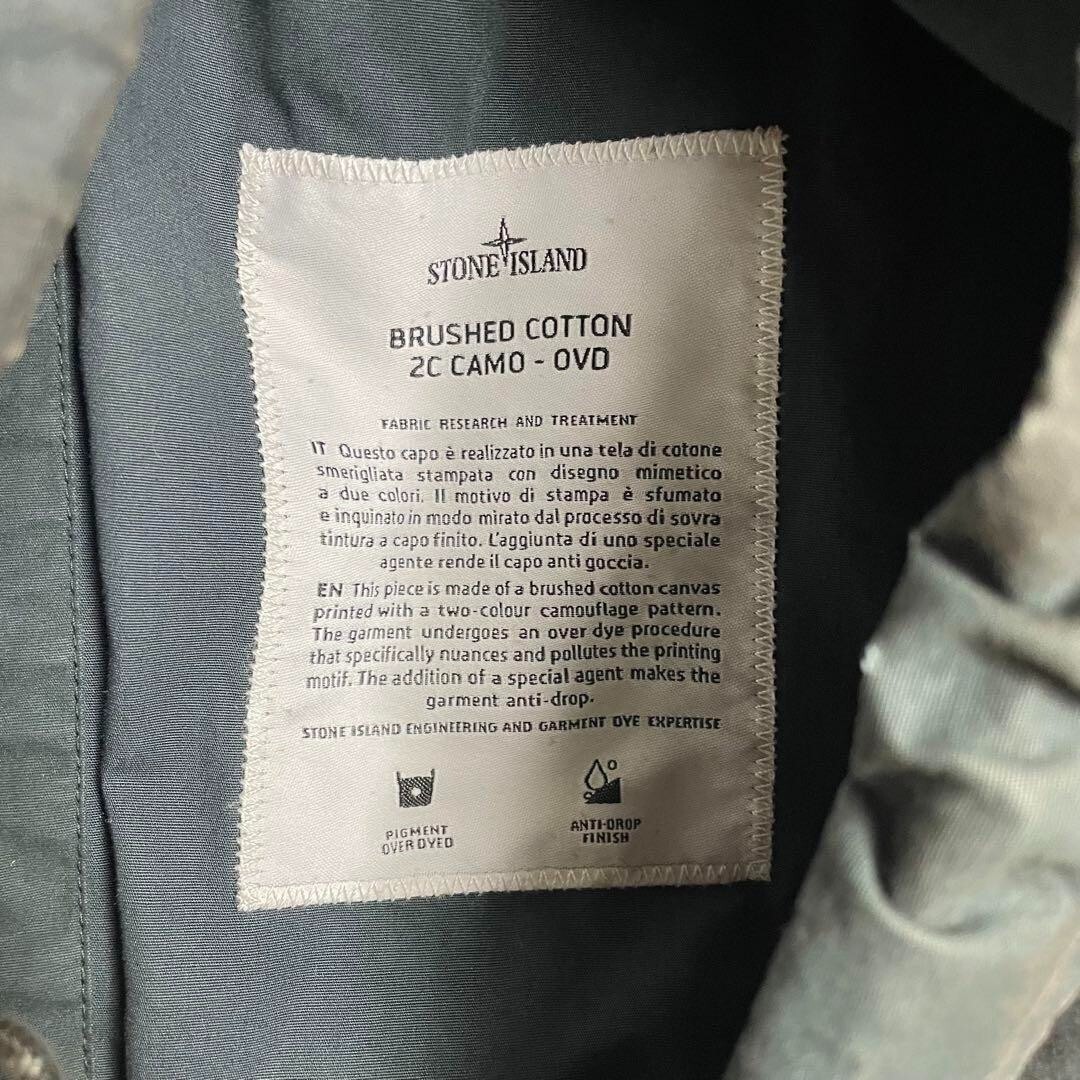 STONE ISLAND
BRUSHED COTTON
2C CAMO - OVD
FABRIC RESEARCH AND TREATMENT
IT Questo capo è realizzato in una tela di cotone
smerigliata stampata con disegno mimetico
a due colori. Il motivo di stampa è sfumato
e inquinato in modo mirato dal processo di sovra
tintura a capo finito. L'aggiunta di uno speciale
agente rende il capo anti goccia.
EN This piece is made of a brushed cotton canvas
printed with a two-colour camouflage pattern.
The garment undergoes an over dye procedure
that specifically nuances and pollutes the printing
motif. The addition of a special agent makes the
garment anti-drop.
STONE ISLAND ENGINEERING AND GARMENT DYE EXPERTISE
PIGMENT
OVER DYED
ANTI-DROP
FINISH